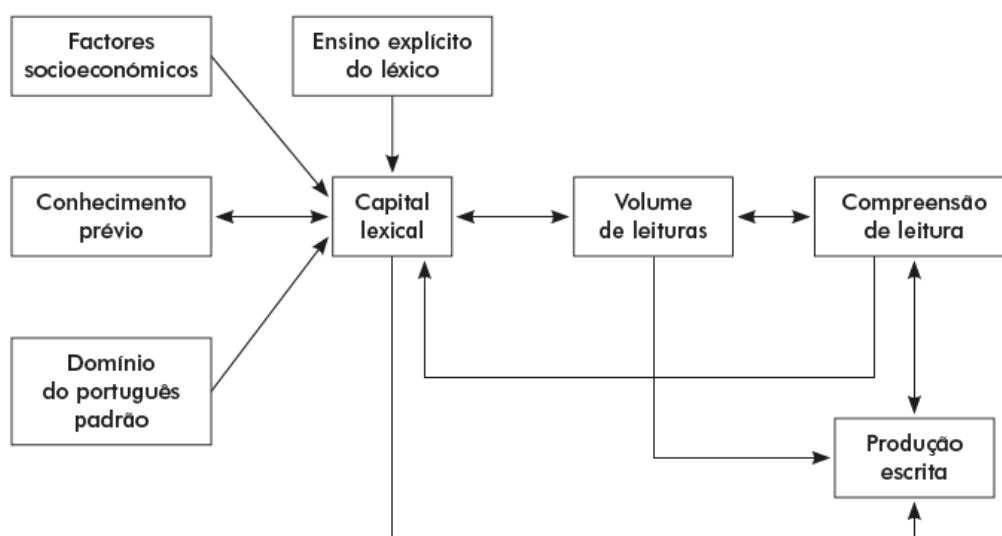 Factores
socioeconómicos
Ensino explícito
do léxico
Conhecimento
prévio
Capital
lexical
Volume
de leituras
Compreensão
de leitura
Domínio
do português
padrão
Produção
escrita